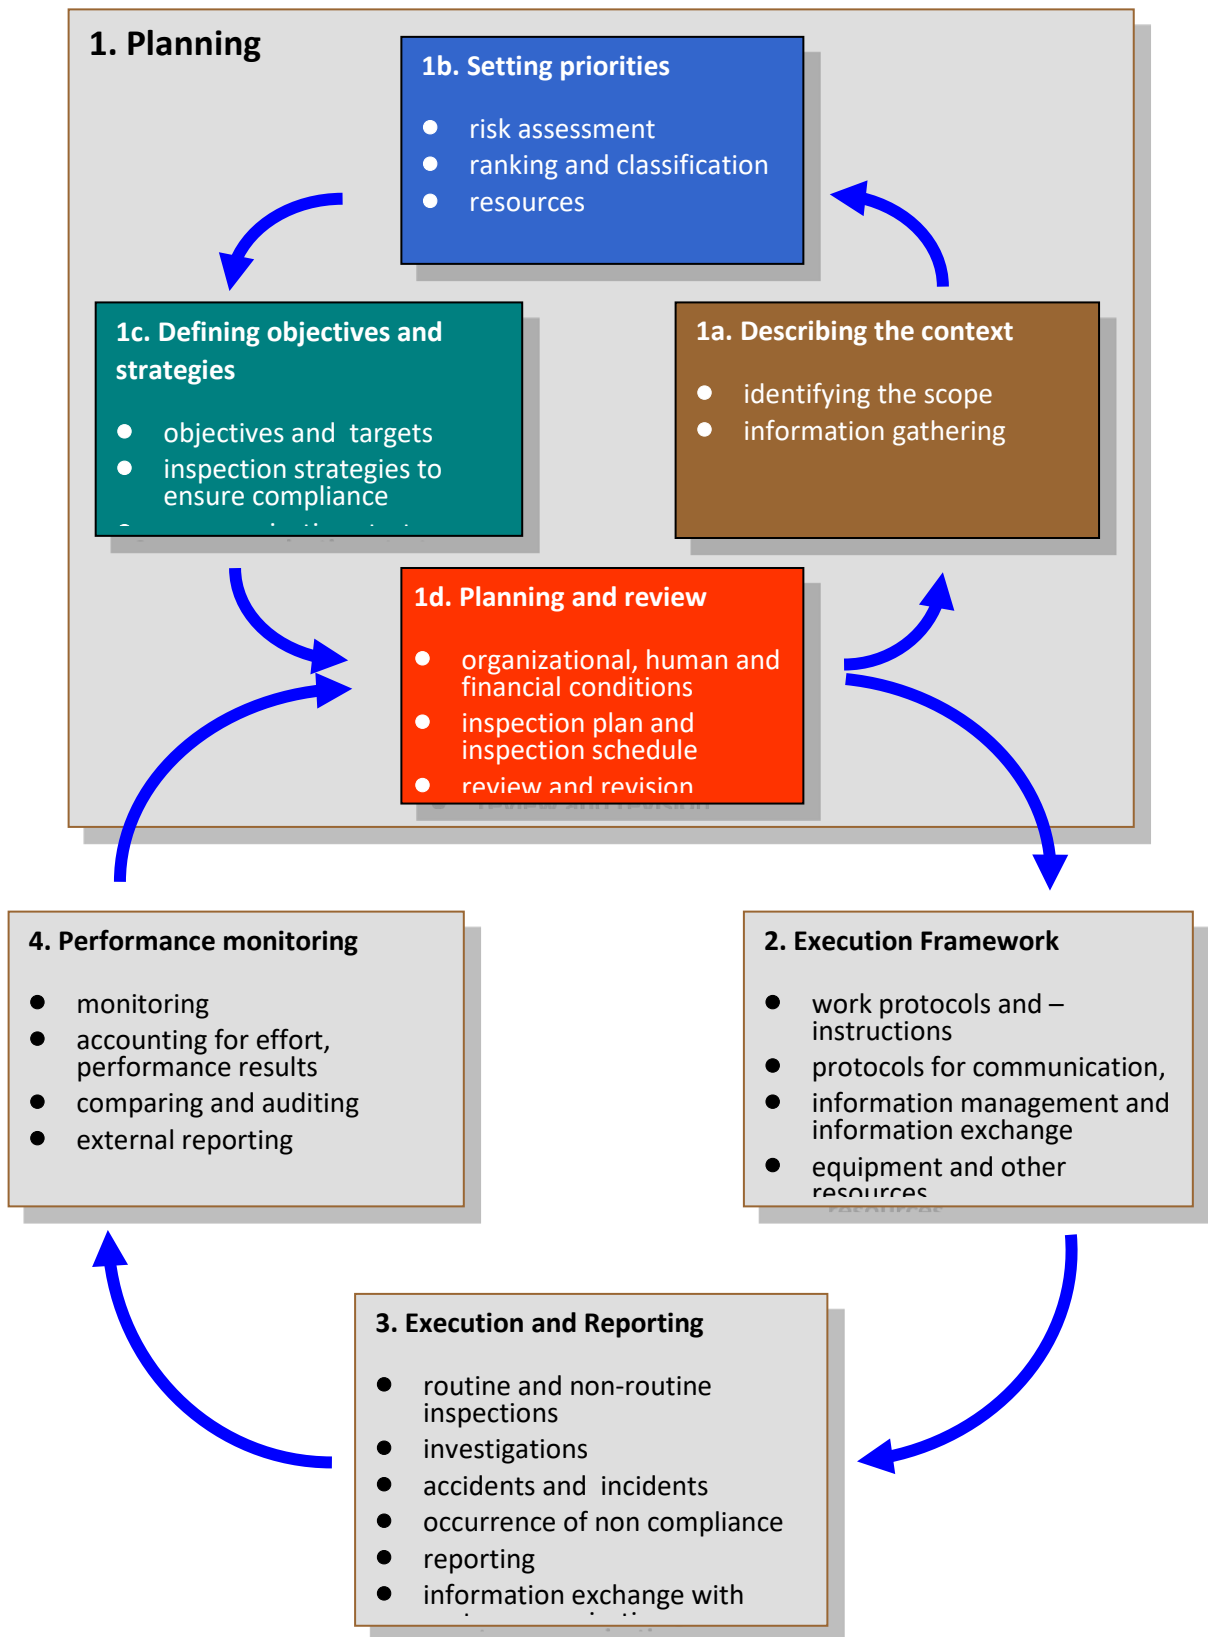 1. Planning
1b. Setting priorities
● risk assessment
● ranking and classification
● resources
1c. Defining objectives and
strategies
● objectives and  targets
● inspection strategies to
ensure compliance
1a. Describing the context
● identifying the scope
● information gathering
1d. Planning and review
● organizational, human and
financial conditions
● inspection plan and
inspection schedule
● review and revision
4. Performance monitoring
● monitoring
● accounting for effort,
performance results
● comparing and auditing
● external reporting
2. Execution Framework
● work protocols and –
instructions
● protocols for communication,
● information management and
information exchange
● equipment and other
resources
3. Execution and Reporting
● routine and non-routine
inspections
● investigations
● accidents and  incidents
● occurrence of non compliance
● reporting
● information exchange with